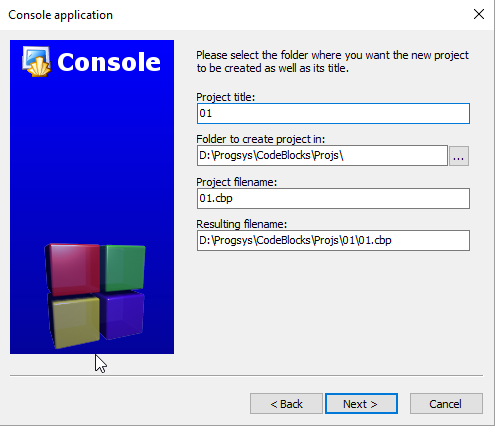 Console application
Console
Please select the folder where you want the new project
to be created as well as its title.
Project title:
01
Folder to create project in:
D:\Progsys\CodeBlocks\Projs\
...
Project filename:
01.cbp
Resulting filename:
D:\Progsys\CodeBlocks\Projs\01\01.cbp
< Back
Next >
Cancel